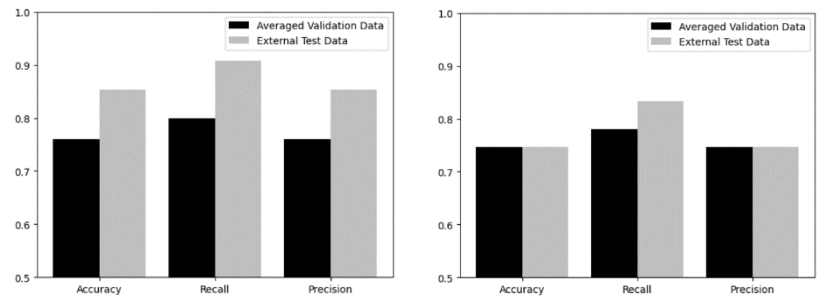 1.0
0.9
0.8
0.7
0.6
0.5
Averaged Validation Data
External Test Data
Accuracy Recall Precision
1.0
0.9
0.8
0.7
0.6
0.5
Averaged Validation Data
External Test Data
Accuracy Recall Precision